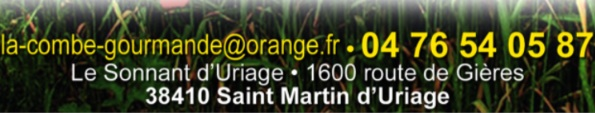 la-combe-gourmande@orange.fr • 04 76 54 05 87
Le Sonnant d'Uriage • 1600 route de Gières
38410 Saint Martin d'Uriage